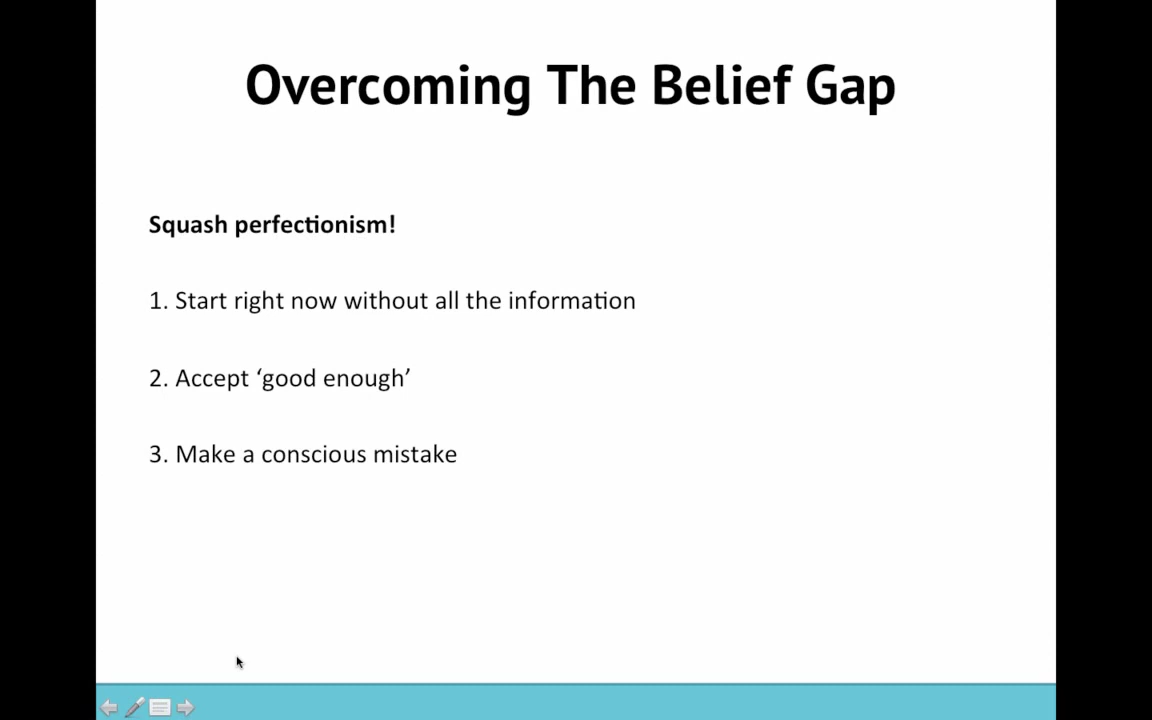 Overcoming The Belief Gap
Squash perfectionism!
1. Start right now without all the information
2. Accept ‘good enough’
3. Make a conscious mistake